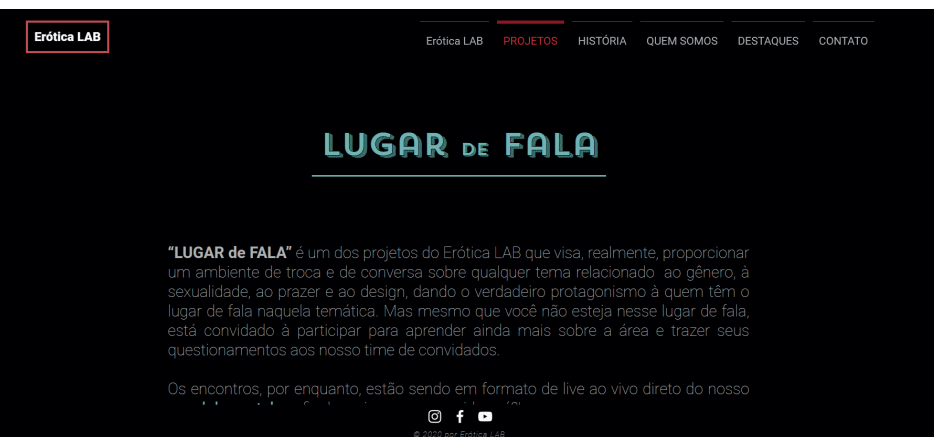 Erótica LAB
Erótica LAB PROJETOS HISTÓRIA QUEM SOMOS DESTAQUES CONTATO
LUGAR DE FALA
“LUGAR de FALA” é um dos projetos do Erótica LAB que visa, realmente, proporcionar
um ambiente de troca e de conversa sobre qualquer tema relacionado ao gênero, à
sexualidade, ao prazer e ao design, dando o verdadeiro protagonismo à quem têm o
lugar de fala naquela temática. Mas mesmo que você não esteja nesse lugar de fala,
está convidado à participar para aprender ainda mais sobre a área e trazer seus
questionamentos aos nosso time de convidados.
Os encontros, por enquanto, estão sendo em formato de live ao vivo direto do nosso
© 2020 por Erótica LAB